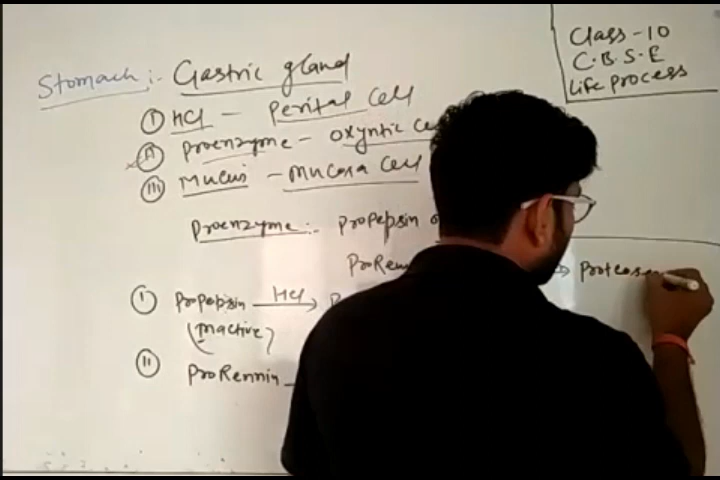 Class-10
C.B.S.E
Life process
Stomach:- Gastric gland
(I) HCl - Perital Cell
(II) Proenzyme - Oxyntic Ce
(III) Mucus - Mucosa Cell
Proenzyme:- Propepsin
ProRen
→ Proteas
(I) Propepsin HCl →
(Inactive)
(II) ProRennin